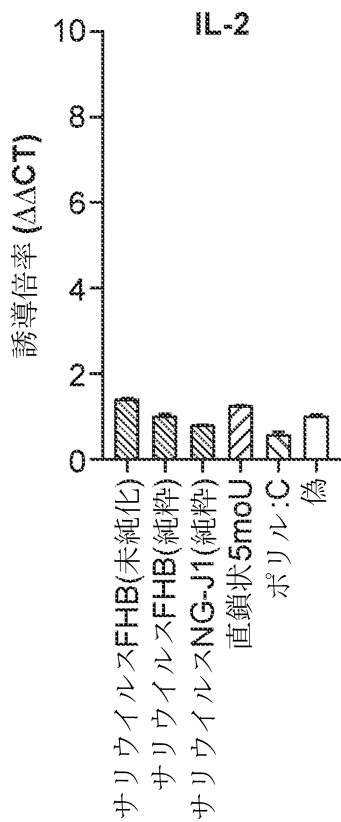 IL-2
誘導倍率 (ΔΔCT)
10
8
6
4
2
0
サリウイルスFHB(未純化)
サリウイルスFHB(純粋)
サリウイルスNG-J1(純粋)
直鎖状5moU
ポリル:C
偽